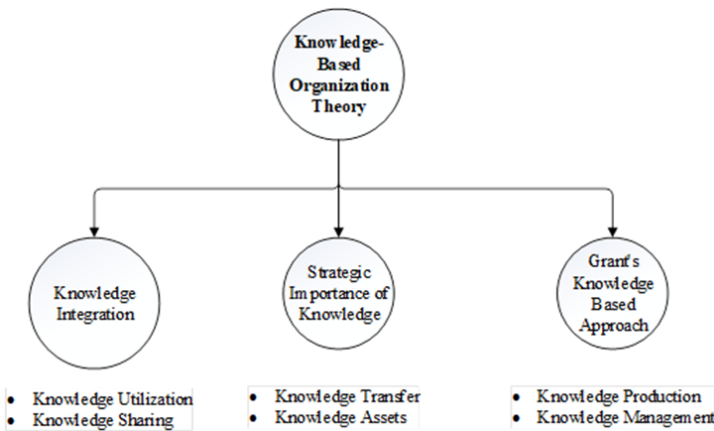 Knowledge-
Based
Organization
Theory
Knowledge
Integration
Strategic
Importance of
Knowledge
Grant's
Knowledge
Based
Approach
• Knowledge Utilization
• Knowledge Sharing
• Knowledge Transfer
• Knowledge Assets
• Knowledge Production
• Knowledge Management